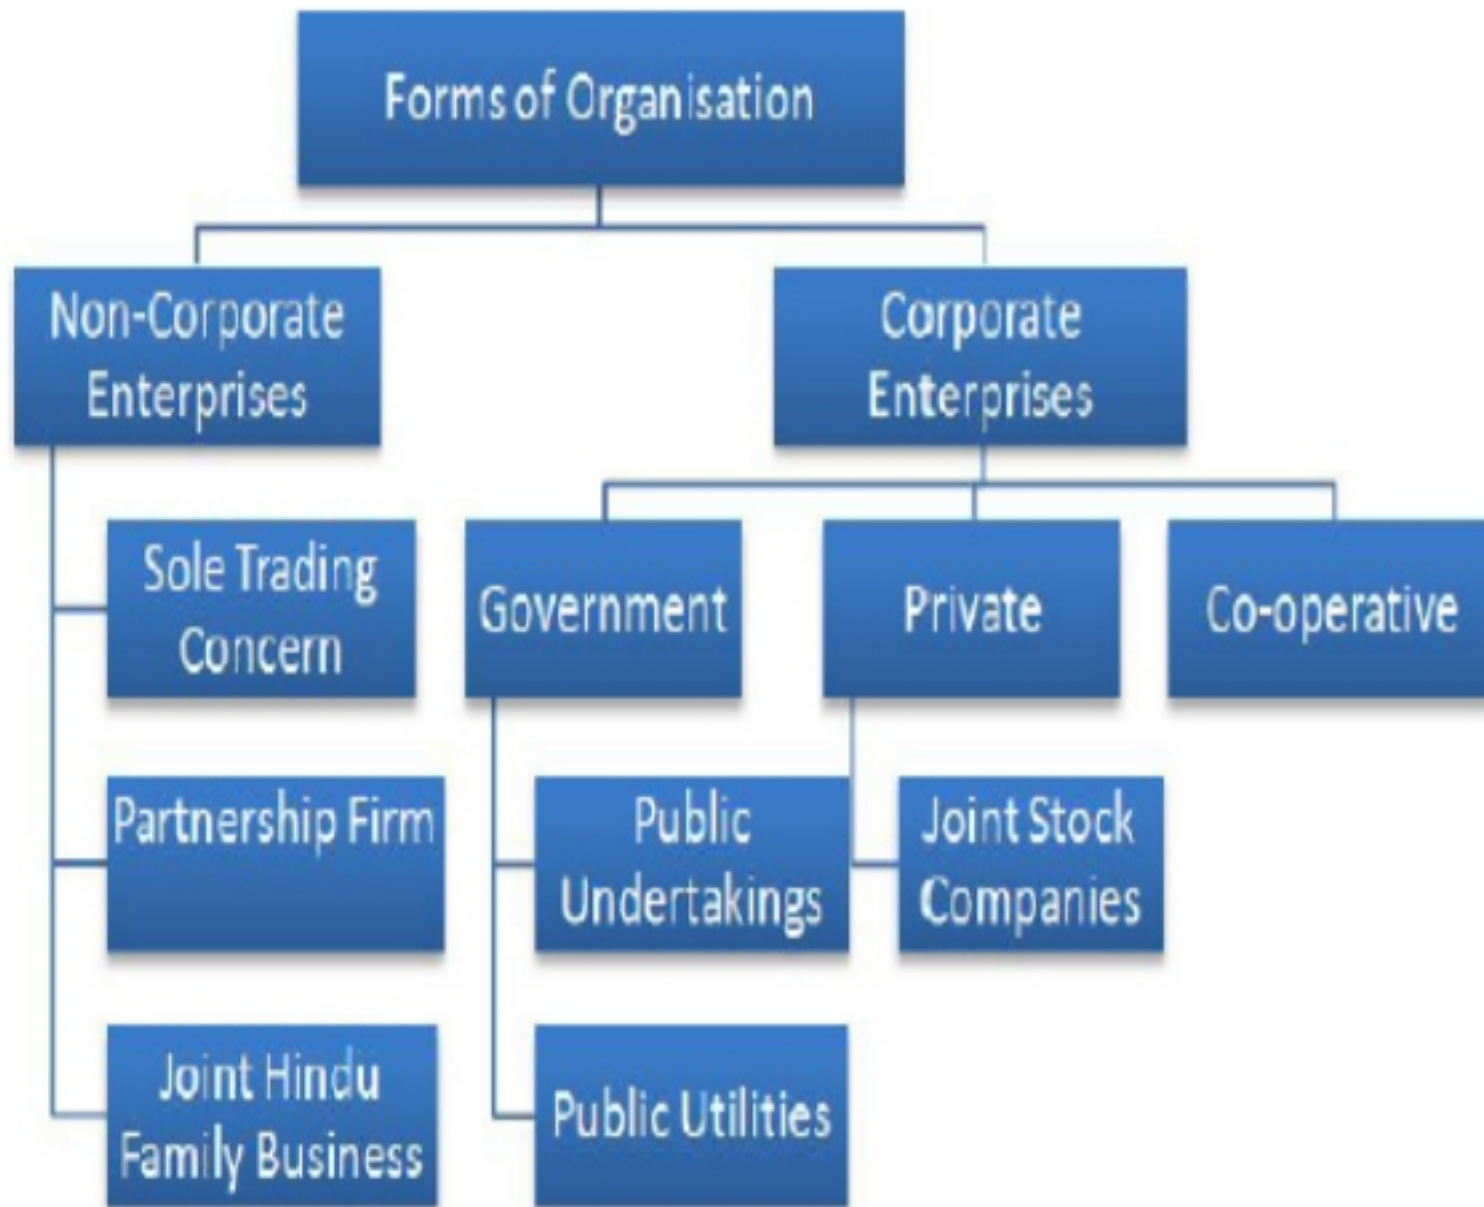 Forms of Organisation
Non-Corporate
Enterprises
Corporate
Enterprises
Sole Trading
Concern
Government
Private
Co-operative
Partnership Firm
Public
Undertakings
Joint Stock
Companies
Joint Hindu
Family Business
Public Utilities